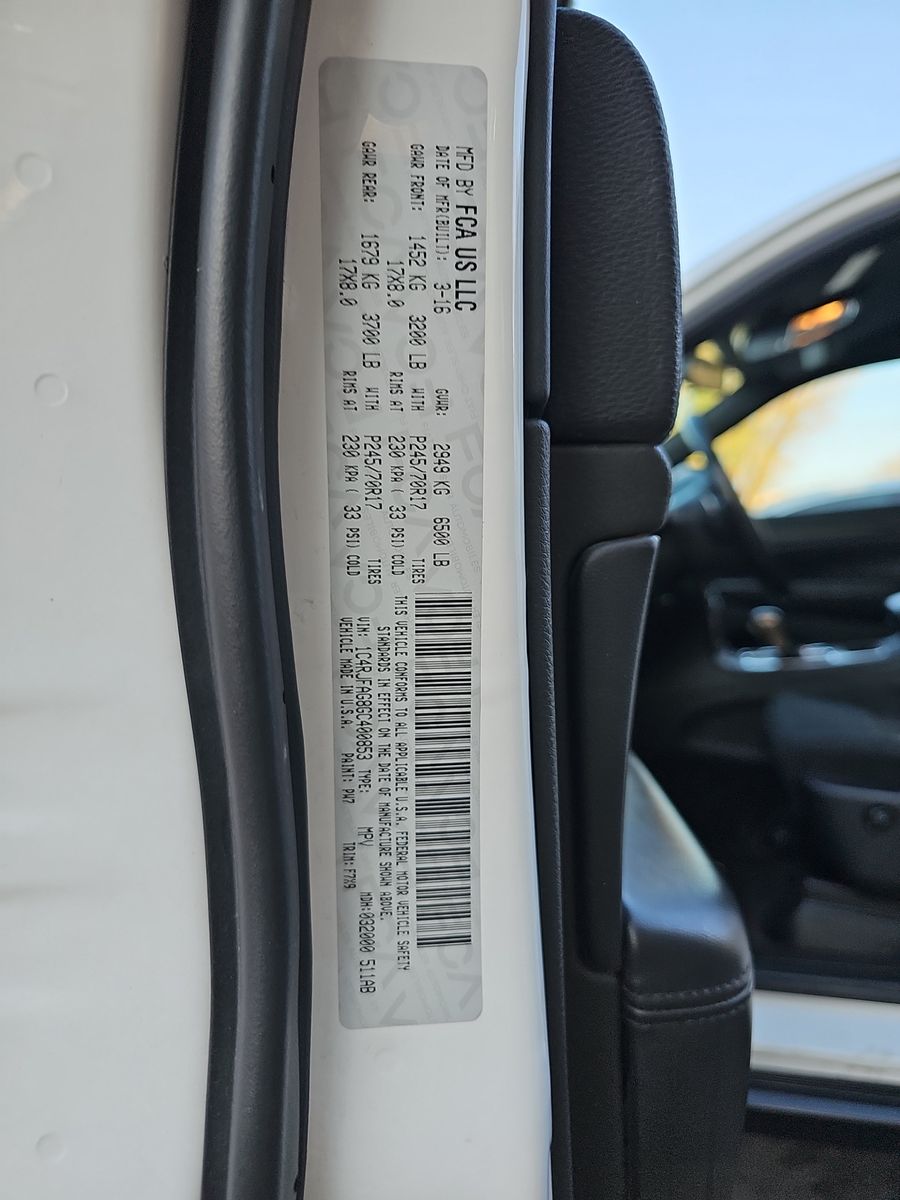 MFD BY FCA US LLC
DATE OF MFR(BUILT): 3-16 GVWR: 2949 KG 6500 LB
GAWR FRONT: 1452 KG 3200 LB WITH P245/70R17 TIRES
17X8.0 RIMS AT 230 KPA ( 33 PSI) COLD
GAWR REAR: 1679 KG 3700 LB WITH P245/70R17 TIRES
17X8.0 RIMS AT 230 KPA ( 33 PSI) COLD
THIS VEHICLE CONFORMS TO ALL APPLICABLE U.S.A. FEDERAL MOTOR VEHICLE SAFETY
STANDARDS IN EFFECT ON THE DATE OF MANUFACTURE SHOWN ABOVE.
VIN: 1C4RJFAG8GC400853 TYPE: MPV MDH:032000 511AB
VEHICLE MADE IN U.S.A. PAINT: PW7 TRIM:F7X9